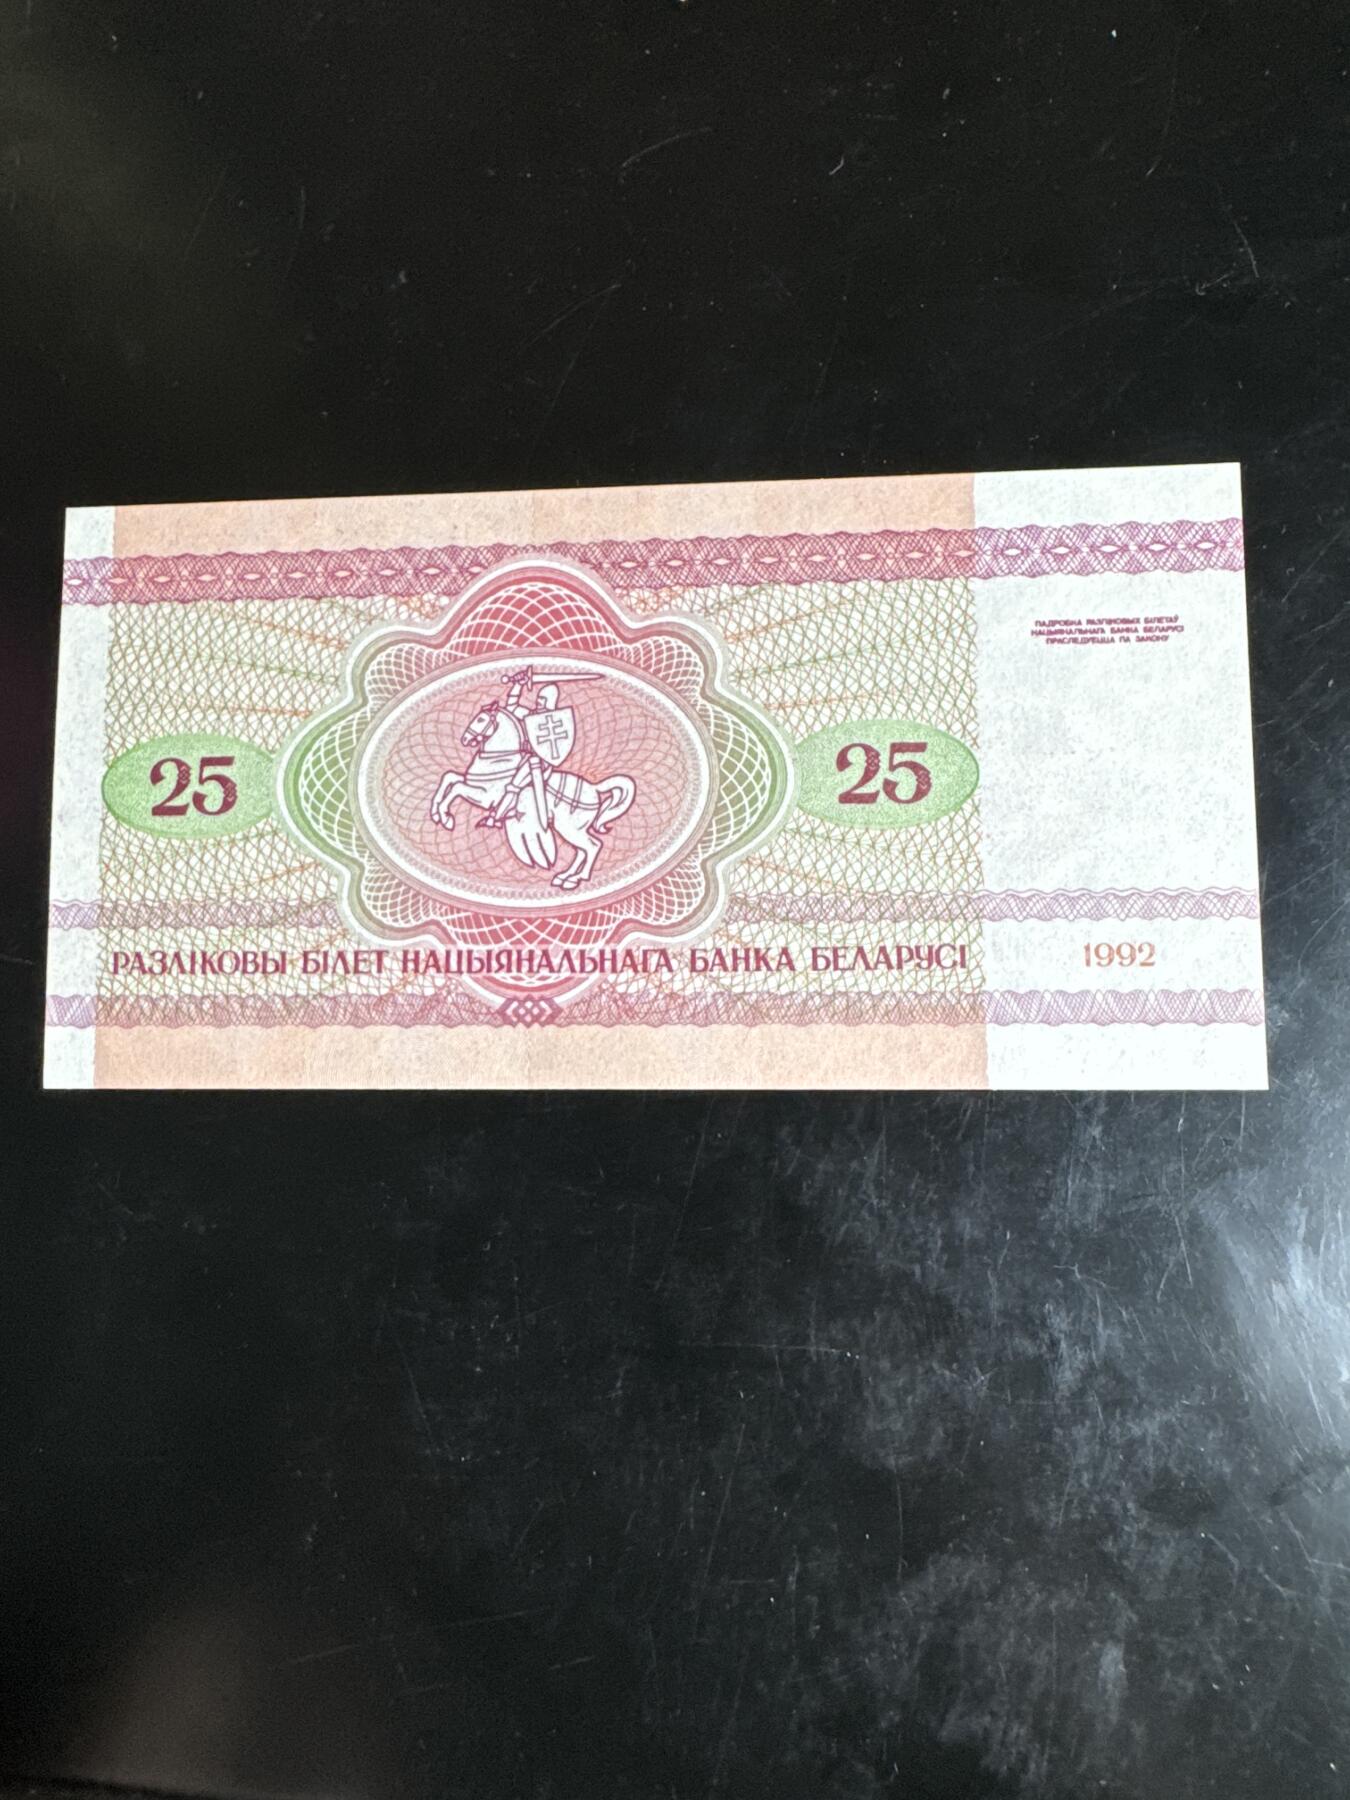 ПАДРОБКА РАЗЛІКОВЫХ БІЛЕТАЎ
НАЦЫЯНАЛЬНАГА БАНКА БЕЛАРУСІ
ПРАСЛЕДУЕЦЦА ПА ЗАКОНУ
25 25
РАЗЛІКОВЫ БІЛЕТ НАЦЫЯНАЛЬНАГА БАНКА БЕЛАРУСІ 1992